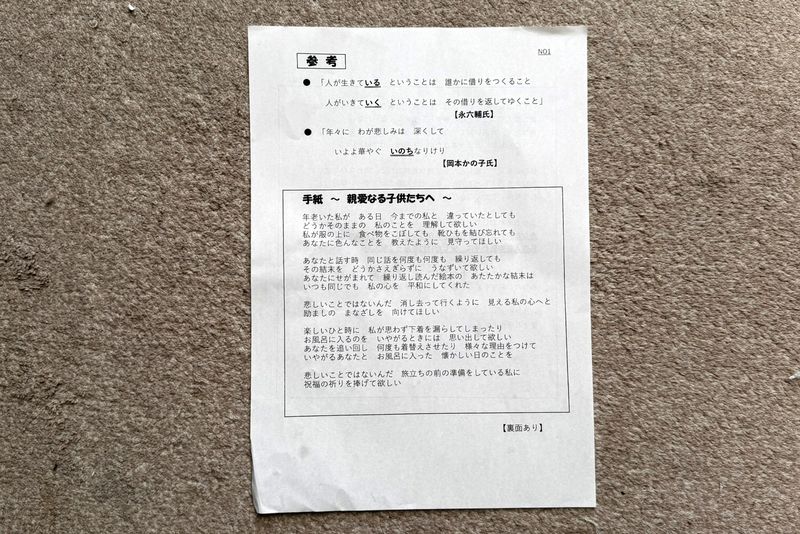 NO1
参考
● 「人が生きている ということは 誰かに借りをつくること
人がいきていく ということは その借りを返してゆくこと」
【永六輔氏】
● 「年々に わが悲しみは 深くして
いよよ華やぐ いのちなりけり
【岡本かの子氏】
手紙 ～ 親愛なる子供たちへ ～
年老いた私が ある日 今までの私と 違っていたとしても
どうかそのままの 私のことを 理解して欲しい
私が服の上に 食べ物をこぼしても 靴ひもを結び忘れても
あなたに色んなことを 教えたように 見守ってほしい
あなたと話す時 同じ話を何度も何度も 繰り返しても
その結末を どうかさえぎらずに うなずいて欲しい
あなたにせがまれて 繰り返し読んだ絵本の あたたかな結末は
いつも同じでも 私の心を 平和にしてくれた
悲しいことではないんだ 消し去って行くように 見える私の心へと
励ましの まなざしを 向けてほしい
楽しいひと時に 私が思わず下着を漏らしてしまったり
お風呂に入るのを いやがるときには 思い出して欲しい
あなたを追い回し 何度も着替えさせたり 様々な理由をつけて
いやがるあなたと お風呂に入った 懐かしい日のことを
悲しいことではないんだ 旅立ちの前の準備をしている私に
祝福の祈りを捧げて欲しい
【裏面あり】